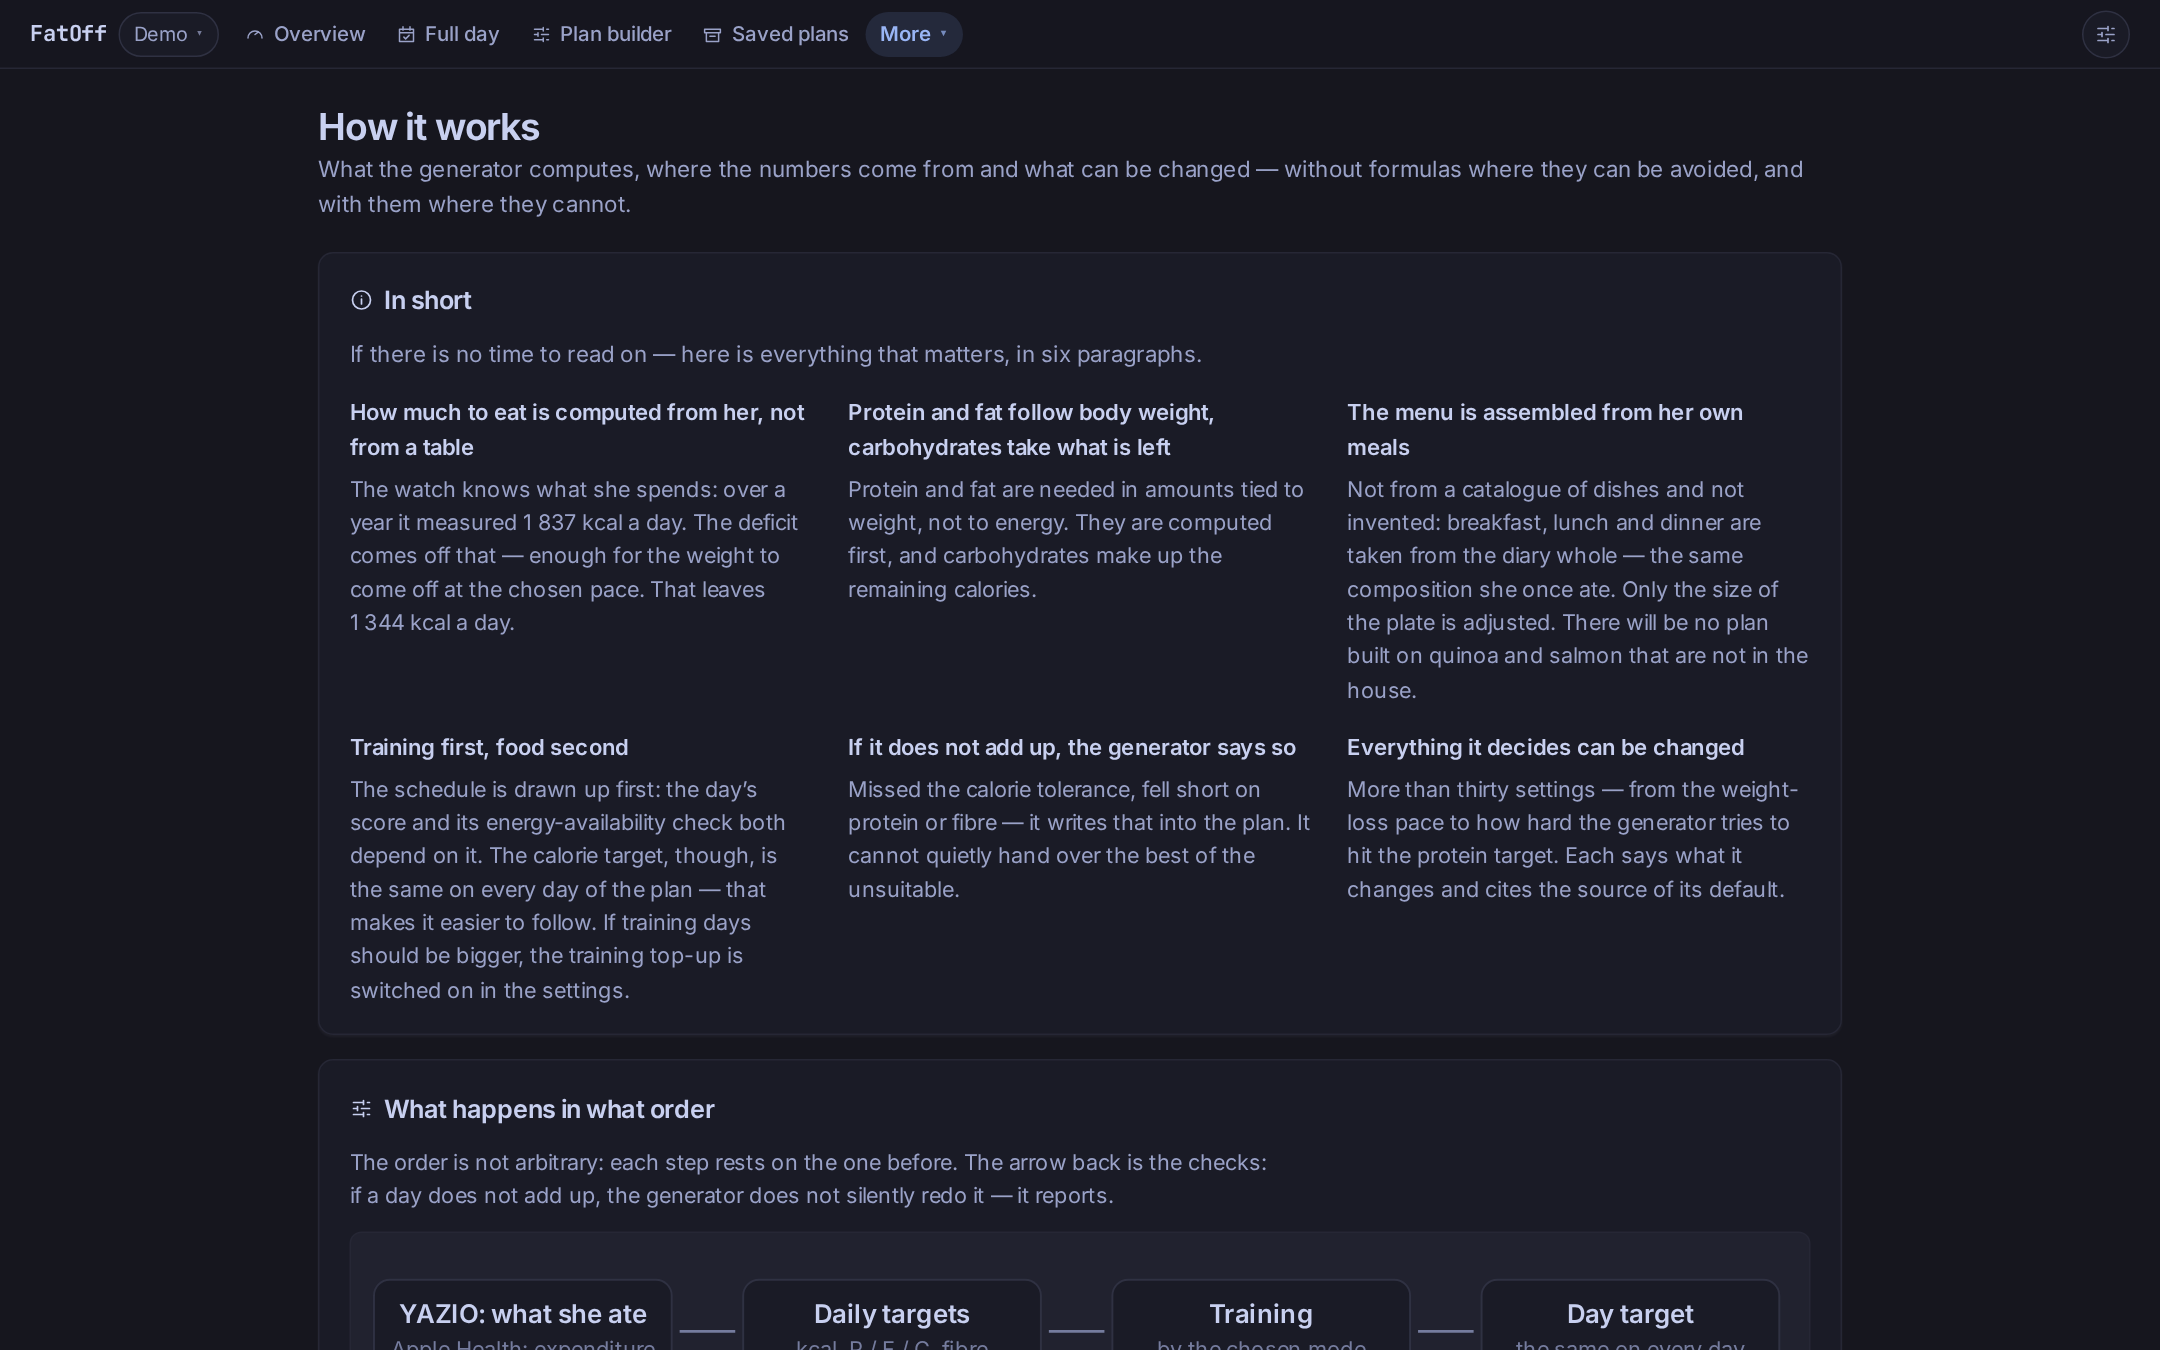 FatOff Demo Overview Full day Plan builder Saved plans More
How it works
What the generator computes, where the numbers come from and what can be changed — without formulas where they can be avoided, and
with them where they cannot.
In short
If there is no time to read on — here is everything that matters, in six paragraphs.
How much to eat is computed from her, not
from a table
The watch knows what she spends: over a
year it measured 1 837 kcal a day. The deficit
comes off that — enough for the weight to
come off at the chosen pace. That leaves
1 344 kcal a day.
Protein and fat follow body weight,
carbohydrates take what is left
Protein and fat are needed in amounts tied to
weight, not to energy. They are computed
first, and carbohydrates make up the
remaining calories.
The menu is assembled from her own
meals
Not from a catalogue of dishes and not
invented: breakfast, lunch and dinner are
taken from the diary whole — the same
composition she once ate. Only the size of
the plate is adjusted. There will be no plan
built on quinoa and salmon that are not in the
house.
Training first, food second
The schedule is drawn up first: the day’s
score and its energy-availability check both
depend on it. The calorie target, though, is
the same on every day of the plan — that
makes it easier to follow. If training days
should be bigger, the training top-up is
switched on in the settings.
If it does not add up, the generator says so
Missed the calorie tolerance, fell short on
protein or fibre — it writes that into the plan. It
cannot quietly hand over the best of the
unsuitable.
Everything it decides can be changed
More than thirty settings — from the weight-
loss pace to how hard the generator tries to
hit the protein target. Each says what it
changes and cites the source of its default.
What happens in what order
The order is not arbitrary: each step rests on the one before. The arrow back is the checks:
if a day does not add up, the generator does not silently redo it — it reports.
YAZIO: what she ate
Apple Health: expenditure
Daily targets
kcal, P / F / C, fibre
Training
by the chosen mode
Day target
the same on every day